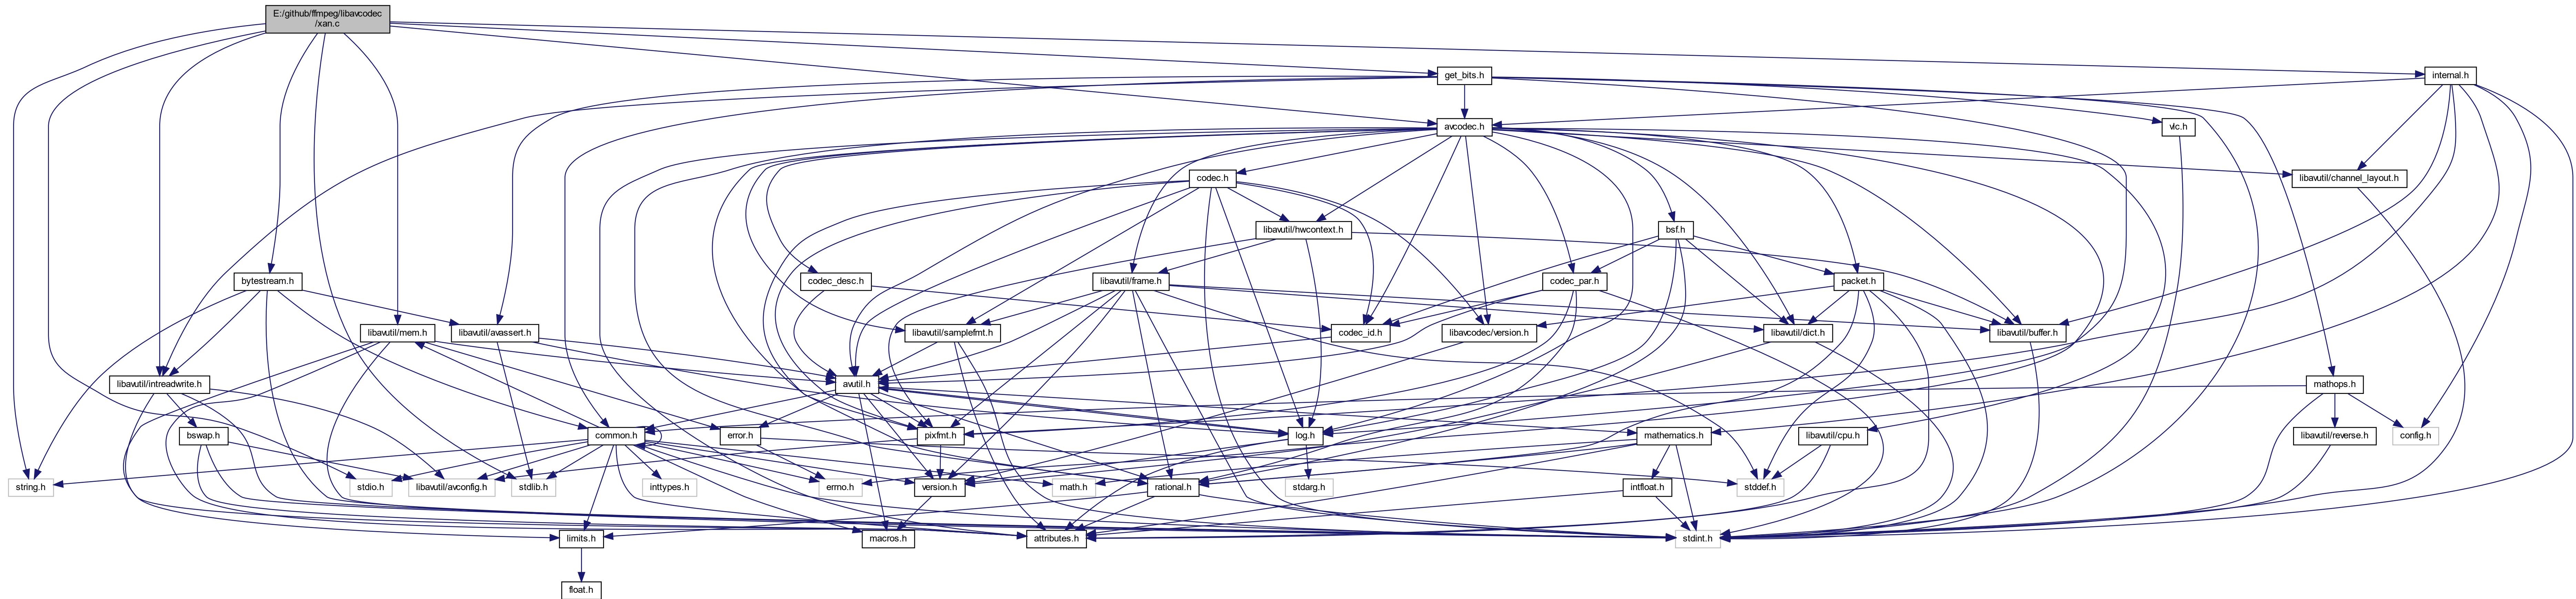 E:/github/ffmpeg/libavcodec
/xan.c
get_bits.h
internal.h
avcodec.h
vlc.h
codec.h
libavutil/channel_layout.h
libavutil/hwcontext.h
bsf.h
bytestream.h
codec_desc.h
libavutil/frame.h
codec_par.h
packet.h
libavutil/mem.h
libavutil/avassert.h
libavutil/samplefmt.h
codec_id.h
libavcodec/version.h
libavutil/dict.h
libavutil/buffer.h
libavutil/intreadwrite.h
avutil.h
mathops.h
bswap.h
common.h
error.h
pixfmt.h
log.h
mathematics.h
libavutil/cpu.h
libavutil/reverse.h
config.h
string.h
stdio.h
libavutil/avconfig.h
stdlib.h
inttypes.h
errno.h
version.h
math.h
rational.h
stdarg.h
intfloat.h
stddef.h
limits.h
macros.h
attributes.h
stdint.h
float.h